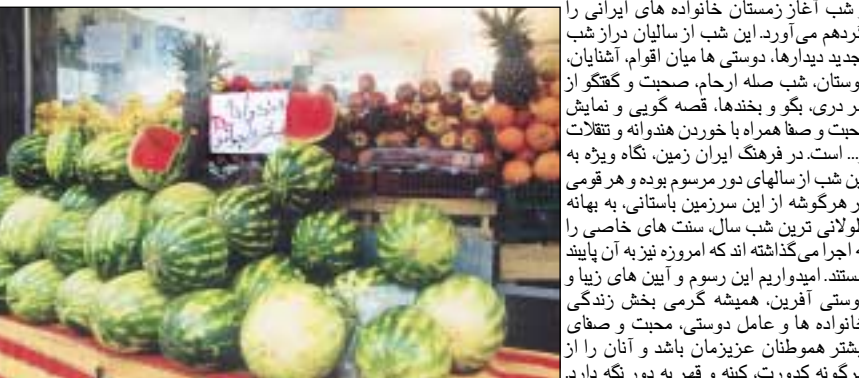 شب آغاز زمستان خانواده های ایرانی را
گردهم می‌آورد. این شب از سالیان دراز شب
تجدید دیدارها، دوستی ها میان اقوام، آشنایان،
دوستان، شب صله ارحام، صحبت و گفتگو از
هر دری، بگو و بخندها، قصه گویی و نمایش
محبت و صفا همراه با خوردن هندوانه و تنقلات
و... است. در فرهنگ ایران زمین، نگاه ویژه به
این شب از سالهای دور مرسوم بوده و هر قومی
در هرگوشه از این سرزمین باستانی، به بهانه
طولانی ترین شب سال، سنت های خاصی را
به اجرا می‌گذاشته اند که امروزه نیز به آن پایبند
هستند. امیدواریم این رسوم و آیین های زیبا و
دوستی آفرین، همیشه گرمی بخش زندگی
خانواده ها و عامل دوستی، محبت و صفای
بیشتر هموطنان عزیزمان باشد و آنان را از
هرگونه کدورت، کینه و قهر به دور نگه دارد.
هندوانه